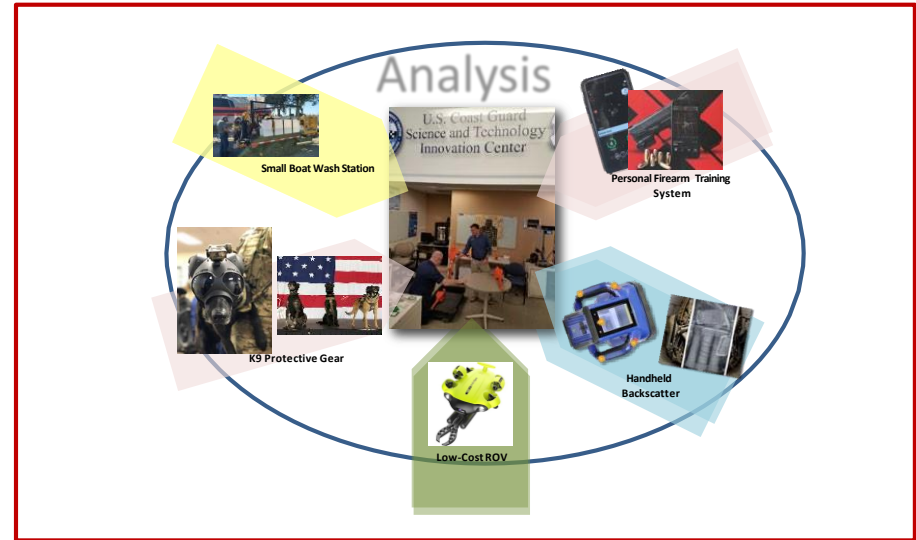 Analysis
U.S. Coast Guard
Science and Technology
Innovation Center
Small Boat Wash Station
Personal Firearm Training
System
K9 Protective Gear
Handheld
Backscatter
Low-Cost ROV